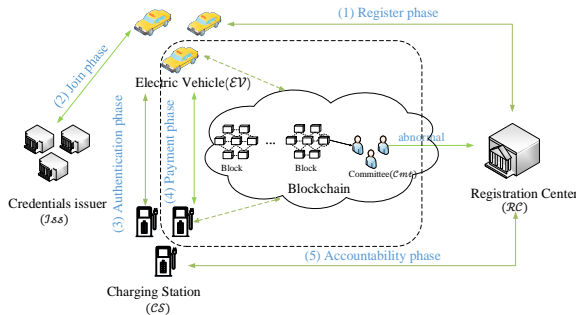 (1) Register phase
(2) Join phase
Electric Vehicle(ℰ𝒱)
(3) Authentication phase
(4) Payment phase
...
Block
Block
Committee(𝒞𝓂𝓉)
abnormal
Blockchain
Credentials issuer
(ℐ𝓈𝓈)
Registration Center
(ℛ𝒞)
(5) Accountability phase
Charging Station
(𝒞𝒮)